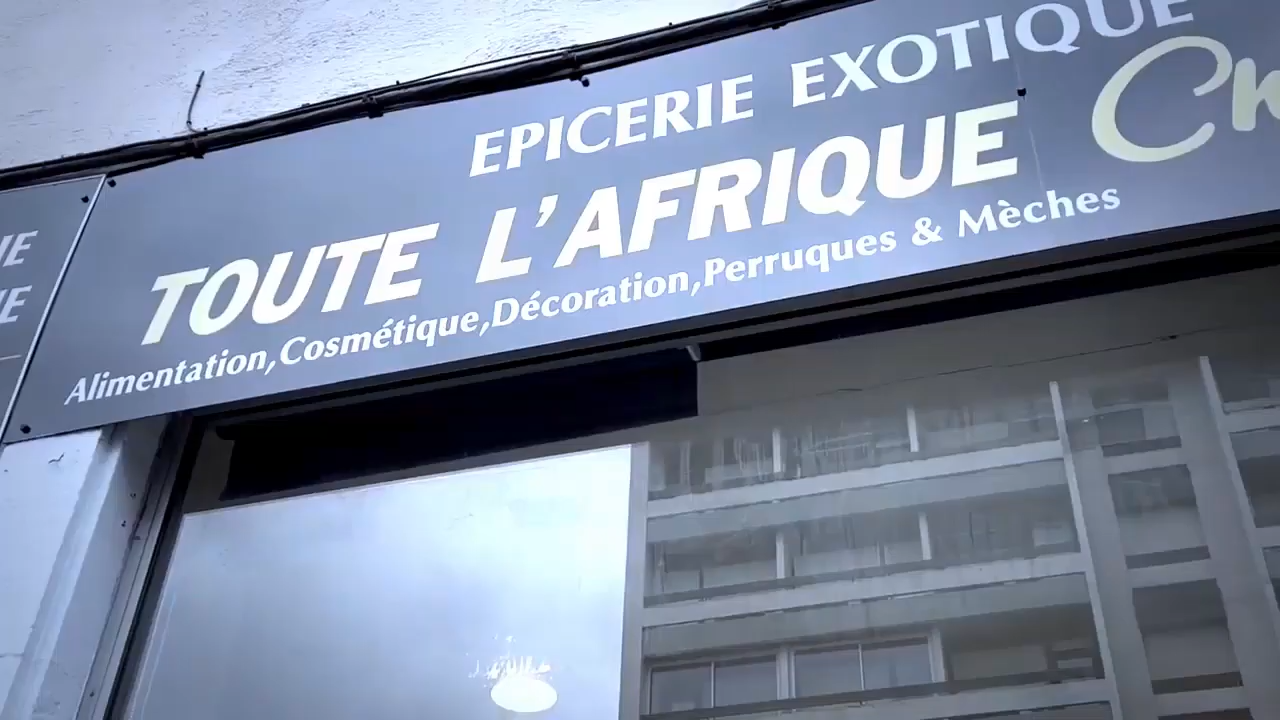 EPICERIE EXOTIQUE
TOUTE L'AFRIQUE
Alimentation,Cosmétique,Décoration,Perruques & Mèches